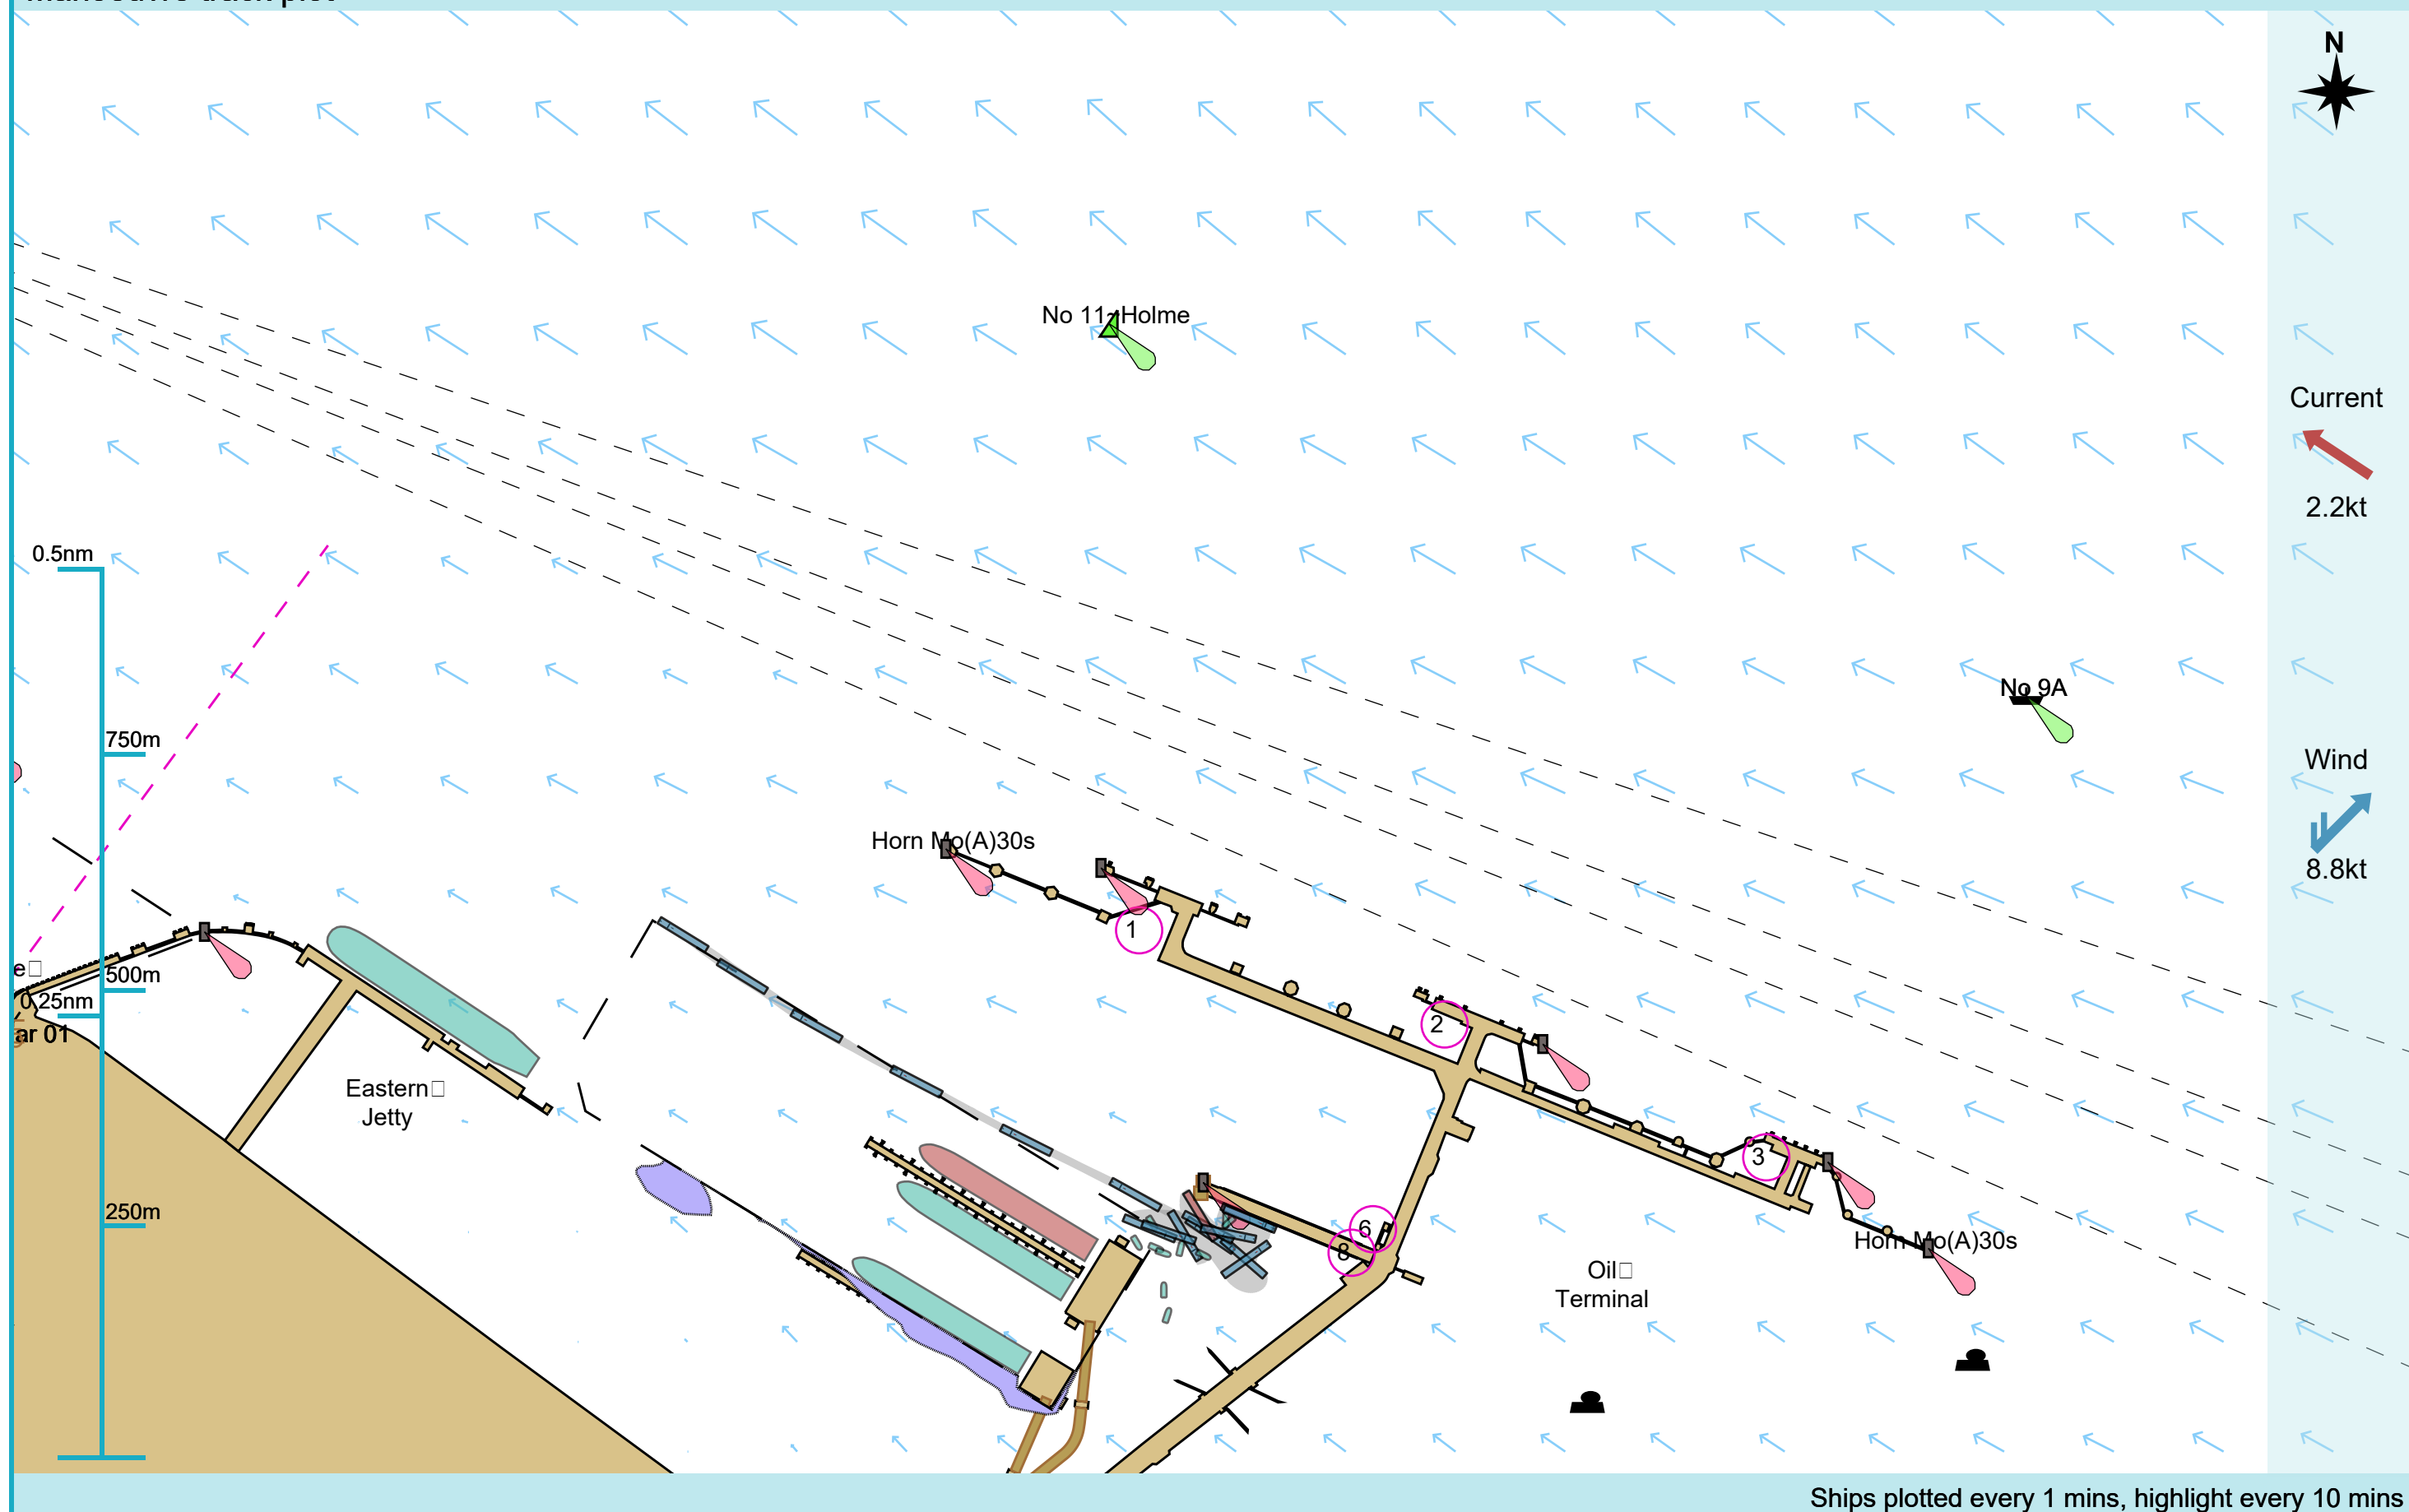 N
No 11 Holme
Current
2.2kt
0.5nm
No 9A
750m
Wind
8.8kt
Horn Mo(A)30s
1
500m
0.25nm
ar 01
2
Eastern
Jetty
3
6
8
Horn Mo(A)30s
Oil
Terminal
250m
Ships plotted every 1 mins, highlight every 10 mins